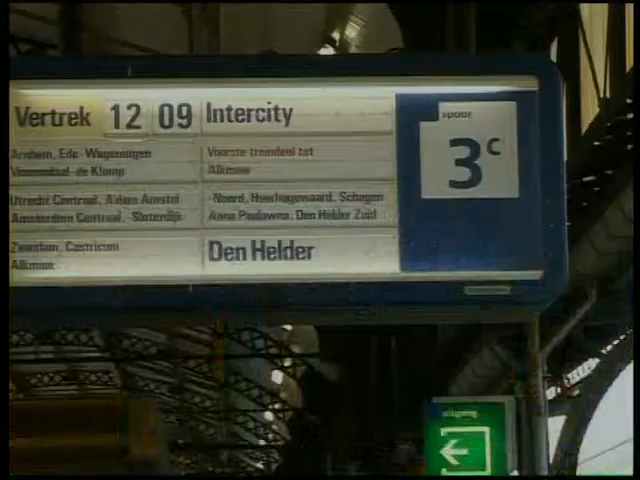 Vertrek 12 09 Intercity
spoor
3c
Arnhem, Ede-Wageningen
Voorste treindeel tot
Veenendaal-de Klomp
Alkmaar
Utrecht Centraal, A'dam Amstel
-Noord, Heerhugowaard, Schagen
Amsterdam Centraal, -Sloterdijk
Anna Paulowna, Den Helder Zuid
Zaandam, Castricum
Alkmaar
Den Helder
uitgang